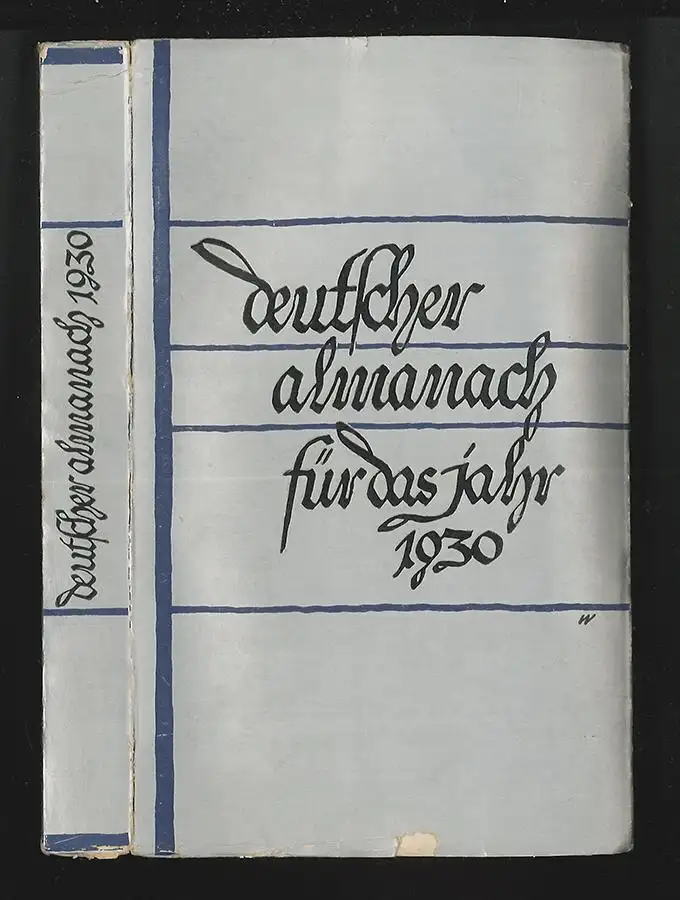 deutscher almanach 1930
deutscher
almanach
für das jahr
1930
W